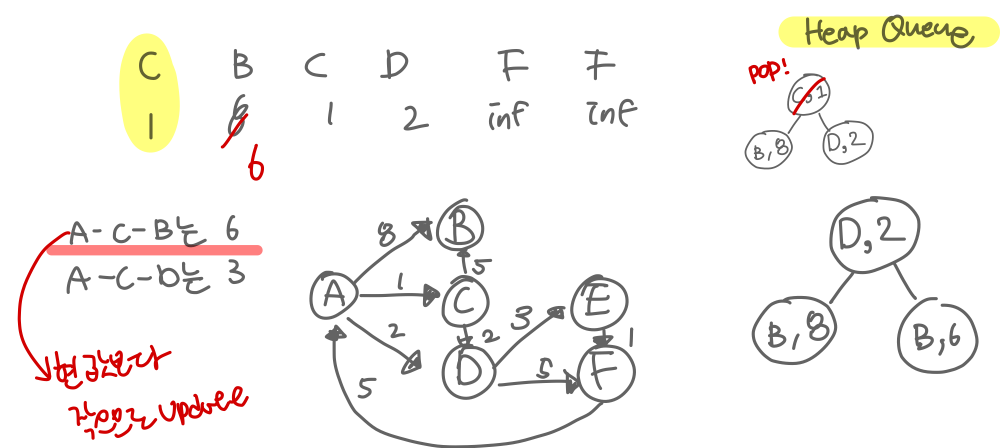 Heap Queue
C B C D F F
1 8 1 2 inf inf
6
pop!
C,1
B,8 D,2
A-C-B는 6
A-C-D는 3
현값보다
작으면 Update
D,2
B,8 B,6
B
8
5
A 1 C 3 E
2 2 1
D 5 F
5